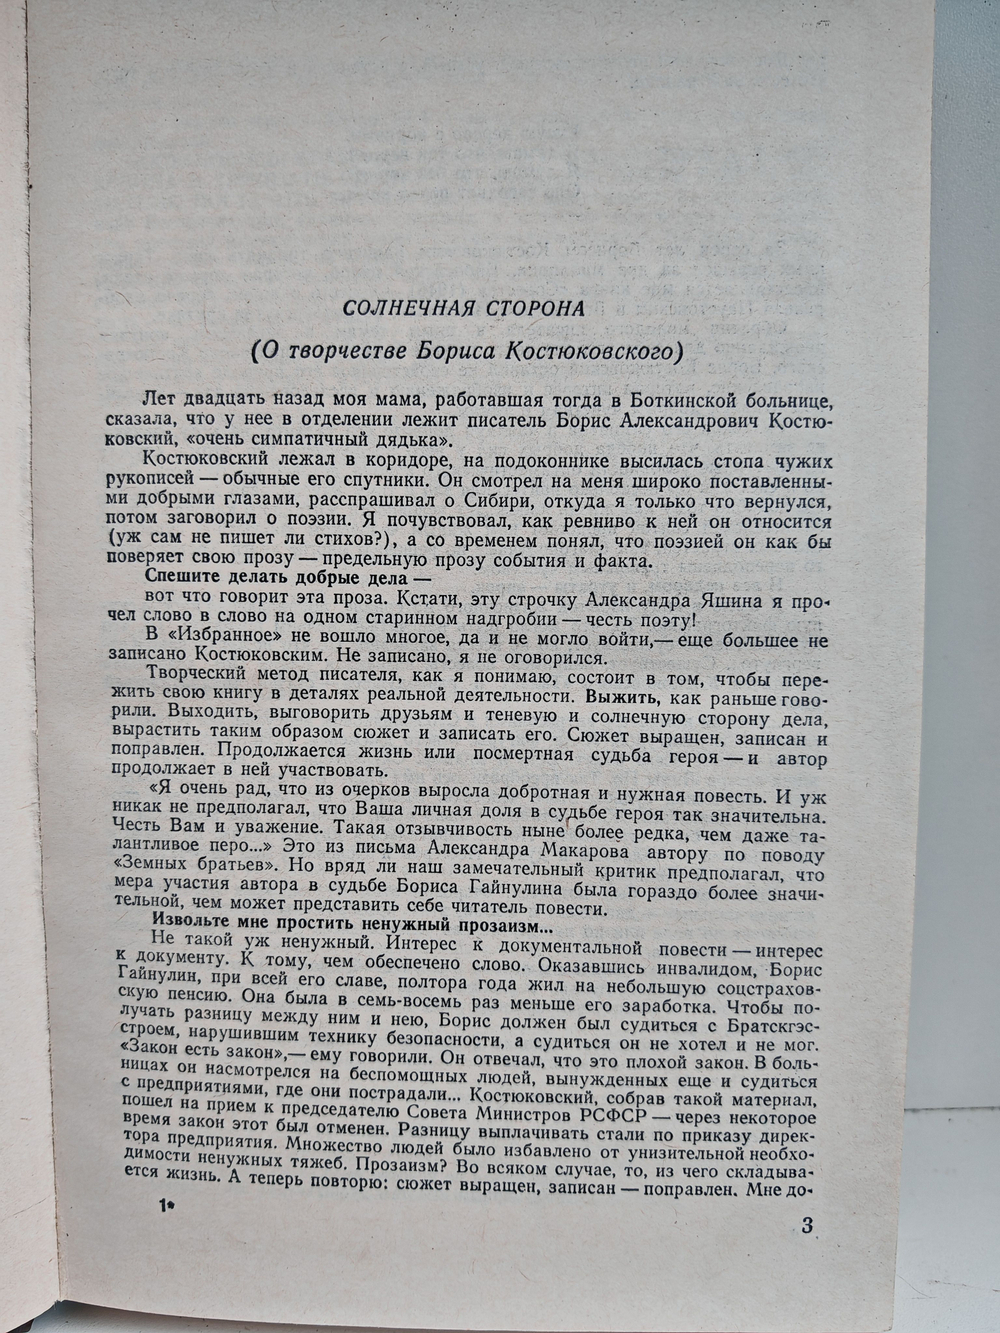 СОЛНЕЧНАЯ СТОРОНА
(О творчестве Бориса Костюковского)
Лет двадцать назад моя мама, работавшая тогда в Боткинской больнице,
сказала, что у нее в отделении лежит писатель Борис Александрович Костю-
ковский, «очень симпатичный дядька».
Костюковский лежал в коридоре, на подоконнике высилась стопа чужих
рукописей — обычные его спутники. Он смотрел на меня широко поставленны-
ми добрыми глазами, расспрашивал о Сибири, откуда я только что вернулся,
потом заговорил о поэзии. Я почувствовал, как ревниво к ней он относится
(уж сам не пишет ли стихов?), а со временем понял, что поэзией он как бы
поверяет свою прозу — предельную прозу события и факта.
Спешите делать добрые дела —
вот что говорит эта проза. Кстати, эту строчку Александра Яшина я про-
чел слово в слово на одном старинном надгробии — честь поэту!
В «Избранное» не вошло многое, да и не могло войти,— еще большее не
записано Костюковским. Не записано, я не оговорился.
Творческий метод писателя, как я понимаю, состоит в том, чтобы пере-
жить свою книгу в деталях реальной деятельности. Выжить, как раньше гово-
рили. Выходить, выговорить друзьям и теневую и солнечную сторону дела,
вырастить таким образом сюжет и записать его. Сюжет выращен, записан и
поправлен. Продолжается жизнь или посмертная судьба героя — и автор
продолжает в ней участвовать.
«Я очень рад, что из очерков выросла добротная и нужная повесть. И уж
никак не предполагал, что Ваша личная доля в судьбе героя так значительна.
Честь Вам и уважение. Такая отзывчивость ныне более редка, чем даже та-
лантливое перо...» Это из письма Александра Макарова автору по поводу
«Земных братьев». Но вряд ли наш замечательный критик предполагал, что
мера участия автора в судьбе Бориса Гайнулина была гораздо более значи-
тельной, чем может представить себе читатель повести.
Извольте мне простить ненужный прозаизм...
Не такой уж ненужный. Интерес к документальной повести — интерес
к документу. К тому, чем обеспечено слово. Оказавшись инвалидом, Борис
Гайнулин, при всей его славе, полтора года жил на небольшую соцстрахов-
скую пенсию. Она была в семь-восемь раз меньше его заработка. Чтобы по-
лучать разницу между ним и нею, Борис должен был судиться с Братскгэс-
строем, нарушившим технику безопасности, а судиться он не хотел и не мог.
«Закон есть закон»,— ему говорили. Он отвечал, что это плохой закон. В боль-
ницах он насмотрелся на беспомощных людей, вынужденных еще и судиться
с предприятиями, где они пострадали... Костюковский, собрав такой материал,
пошел на прием к председателю Совета Министров РСФСР — через некоторое
время закон этот был отменен. Разницу выплачивать стали по приказу дирек-
тора предприятия. Множество людей было избавлено от унизительной необхо-
димости ненужных тяжеб. Прозаизм? Во всяком случае, то, из чего складыва-
ется жизнь. А теперь повторю: сюжет выращен, записан — поправлен. Мне до-
1*
3